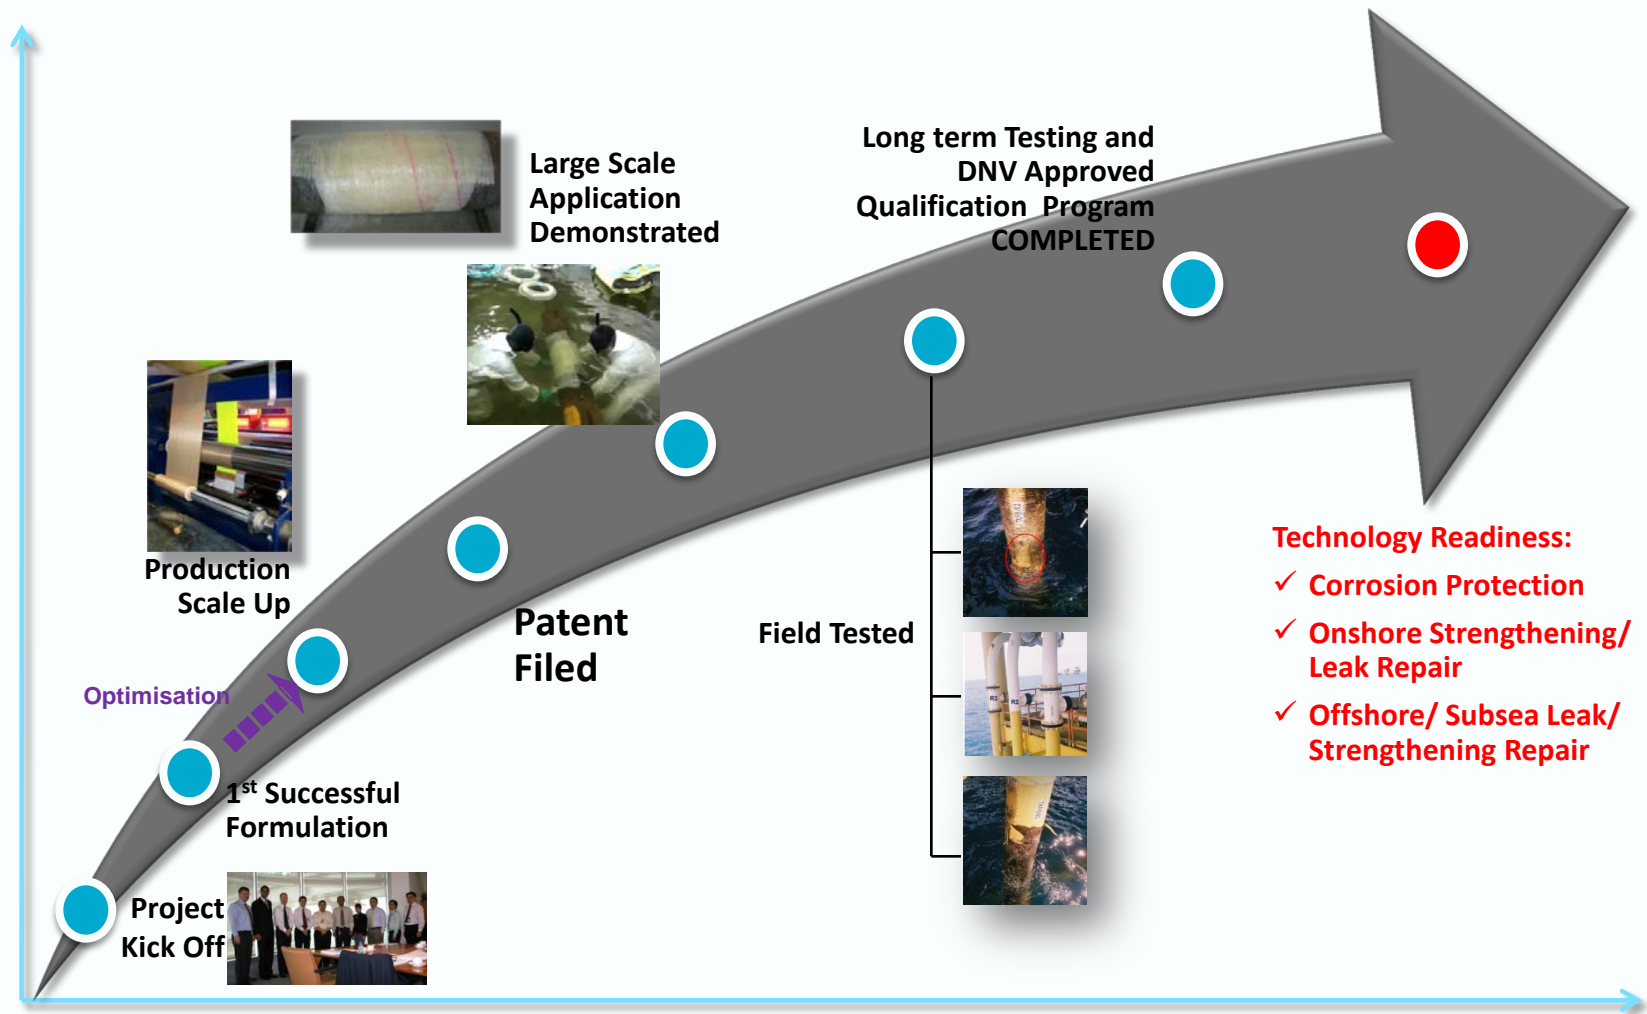 Long term Testing and
DNV Approved
Qualification Program
COMPLETED
Large Scale
Application
Demonstrated
Production
Scale Up
Patent
Filed
Field Tested
Technology Readiness:
✓ Corrosion Protection
✓ Onshore Strengthening/
Leak Repair
✓ Offshore/ Subsea Leak/
Strengthening Repair
Optimisation
1st Successful
Formulation
Project
Kick Off
R3
R2